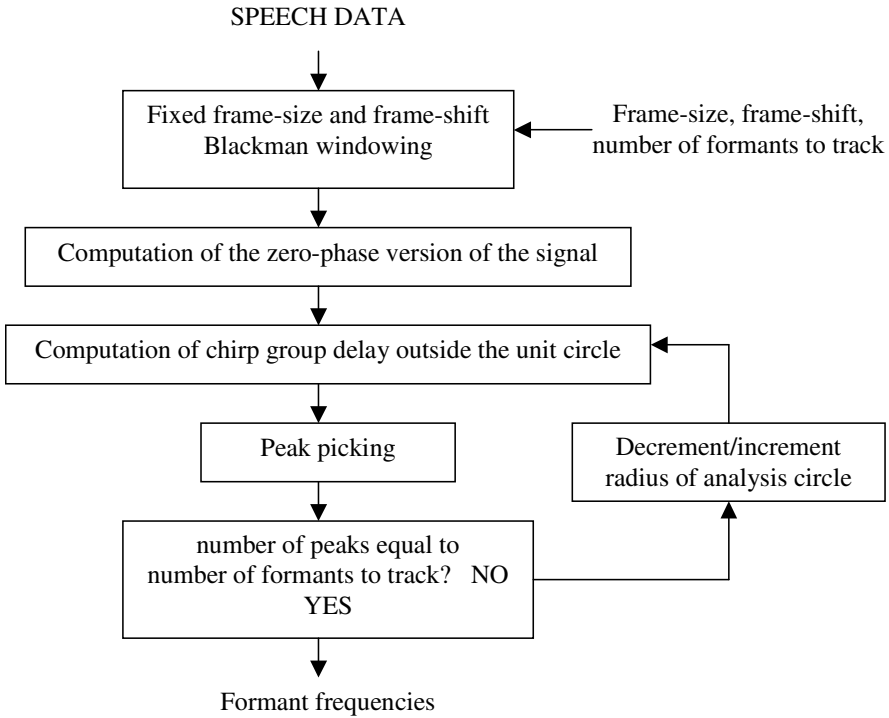 SPEECH DATA
Fixed frame-size and frame-shift
Blackman windowing
Frame-size, frame-shift,
number of formants to track
Computation of the zero-phase version of the signal
Computation of chirp group delay outside the unit circle
Peak picking
Decrement/increment
radius of analysis circle
number of peaks equal to
number of formants to track? NO
YES
Formant frequencies